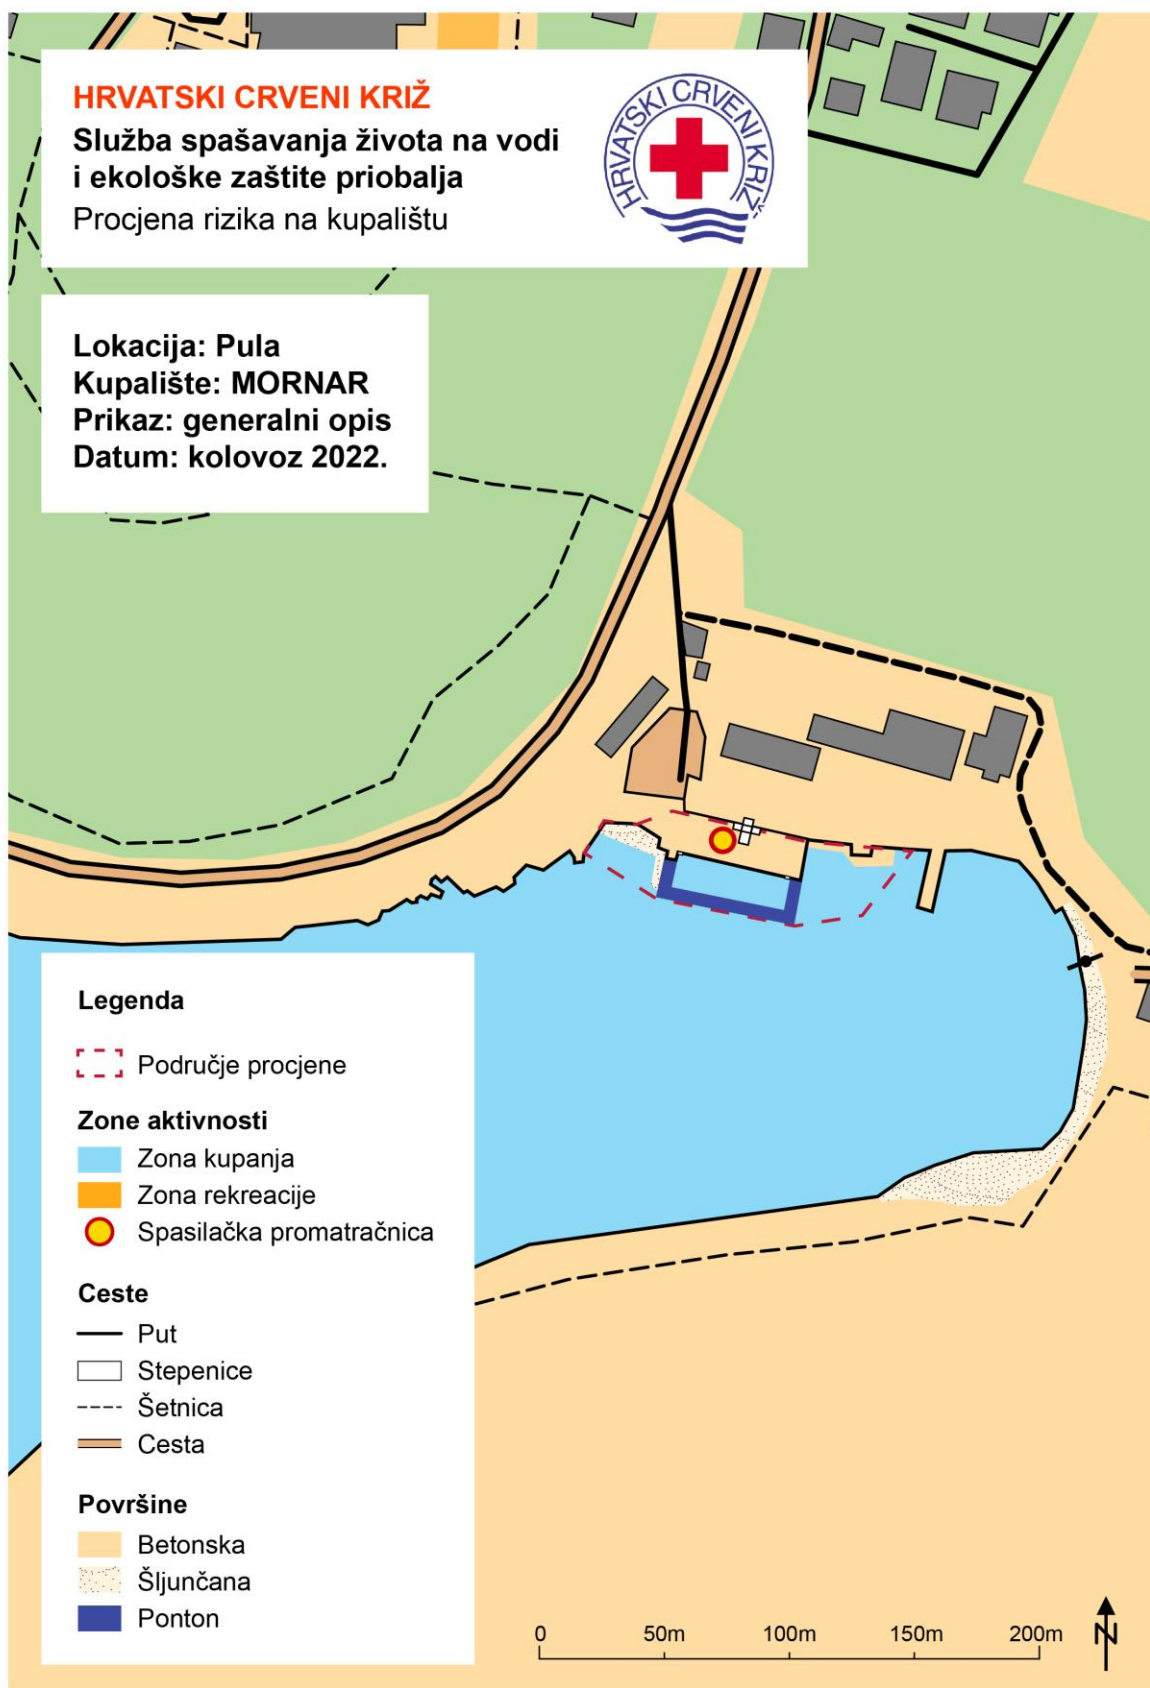 HRVATSKI CRVENI KRIŽ
Služba spašavanja života na vodi
i ekološke zaštite priobalja
Procjena rizika na kupalištu
HRVATSKI CRVENI KRIŽ
Lokacija: Pula
Kupalište: MORNAR
Prikaz: generalni opis
Datum: kolovoz 2022.
Legenda
Područje procjene
Zone aktivnosti
Zona kupanja
Zona rekreacije
Spasilačka promatračnica
Ceste
Put
Stepenice
Šetnica
Cesta
Površine
Betonska
Šljunčana
Ponton
0 50m 100m 150m 200m
N